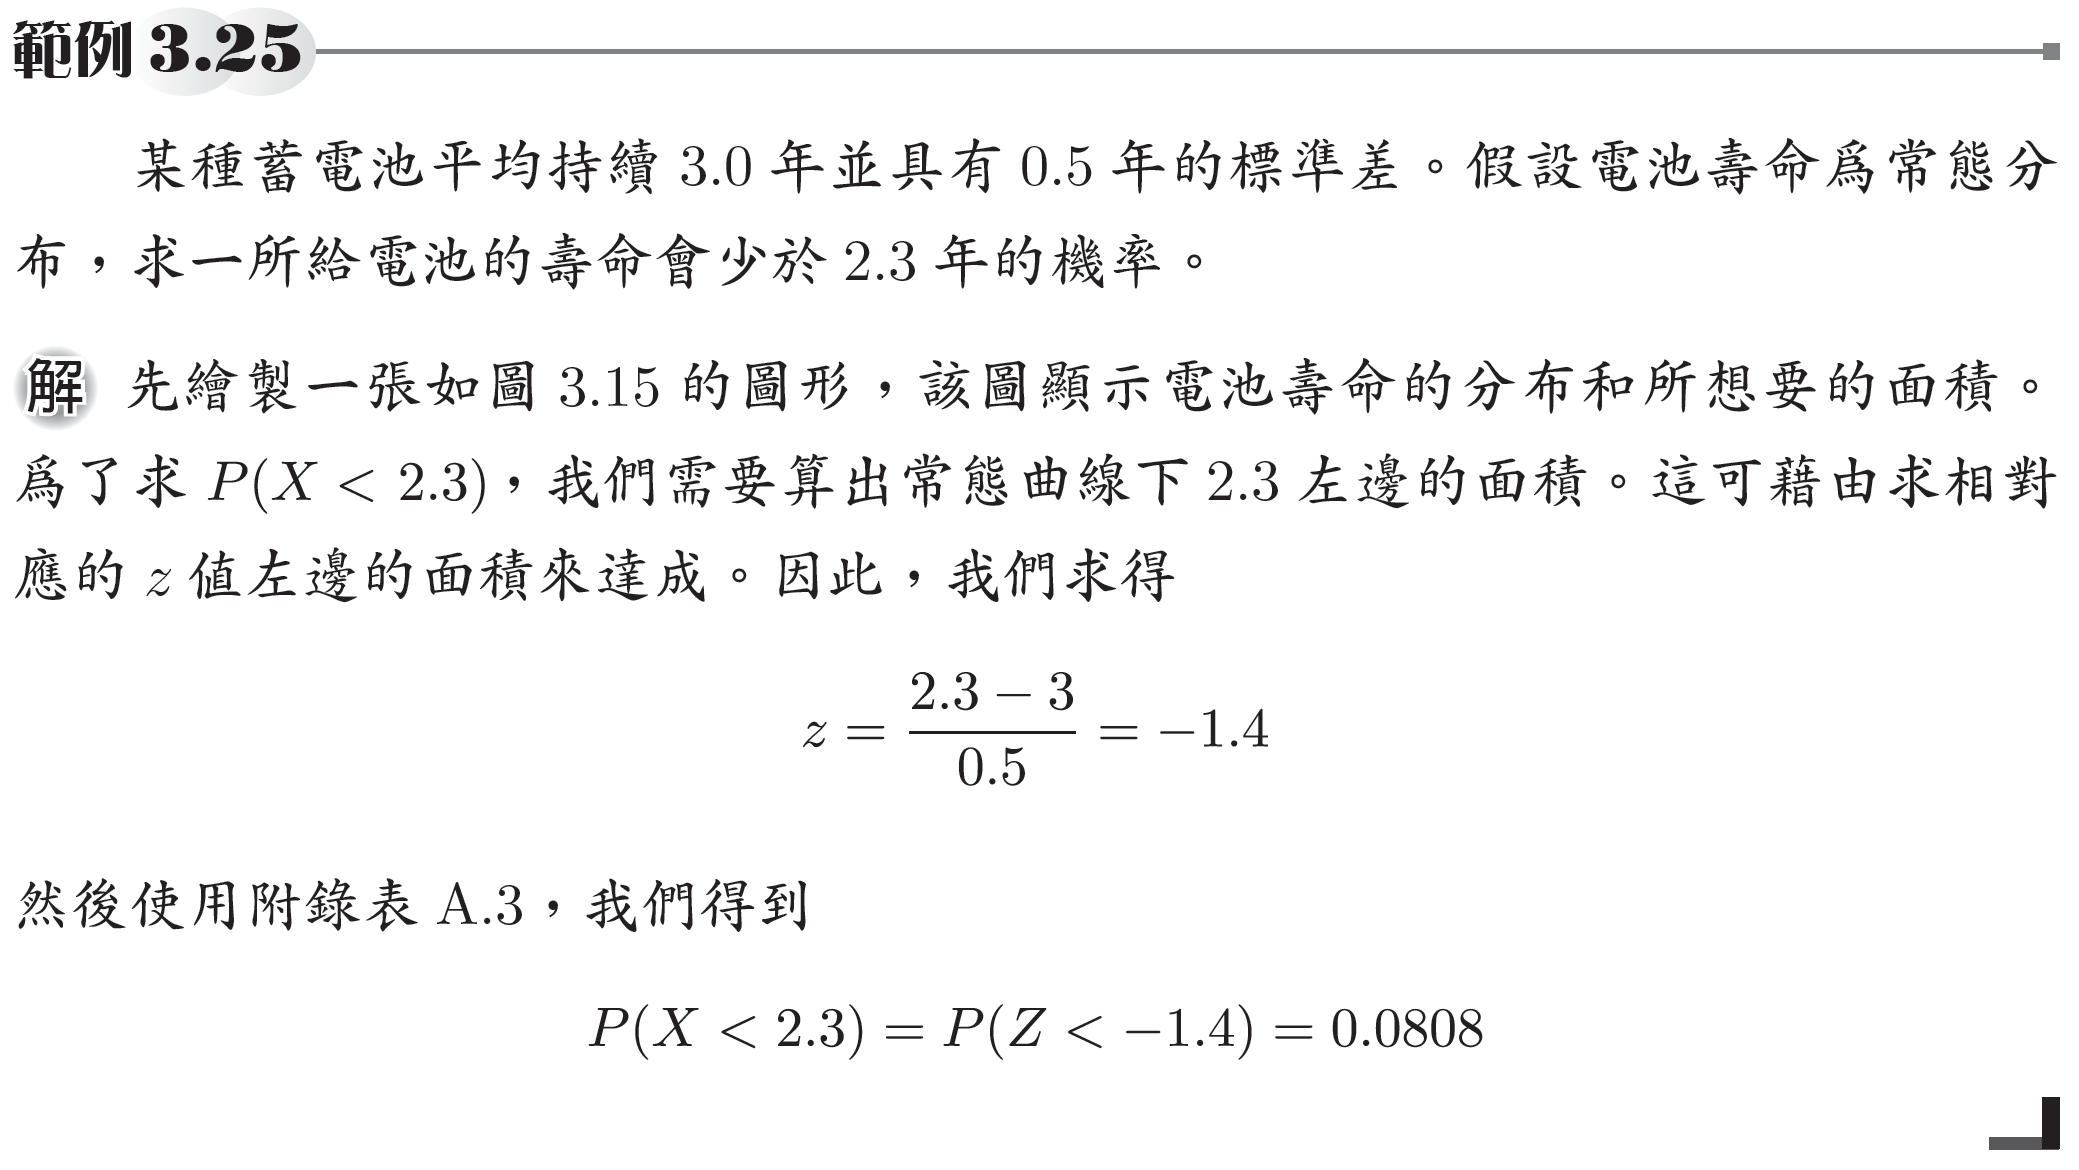 範例 3.25
某種蓄電池平均持續 3.0 年並具有 0.5 年的標準差。假設電池壽命為常態分
布，求一所給電池的壽命會少於 2.3 年的機率。
解 先繪製一張如圖 3.15 的圖形，該圖顯示電池壽命的分布和所想要的面積。
為了求 P(X < 2.3)，我們需要算出常態曲線下 2.3 左邊的面積。這可藉由求相對
應的 z 值左邊的面積來達成。因此，我們求得
z = \frac{2.3 − 3}{0.5} = −1.4
然後使用附錄表 A.3，我們得到
P(X < 2.3) = P(Z < −1.4) = 0.0808